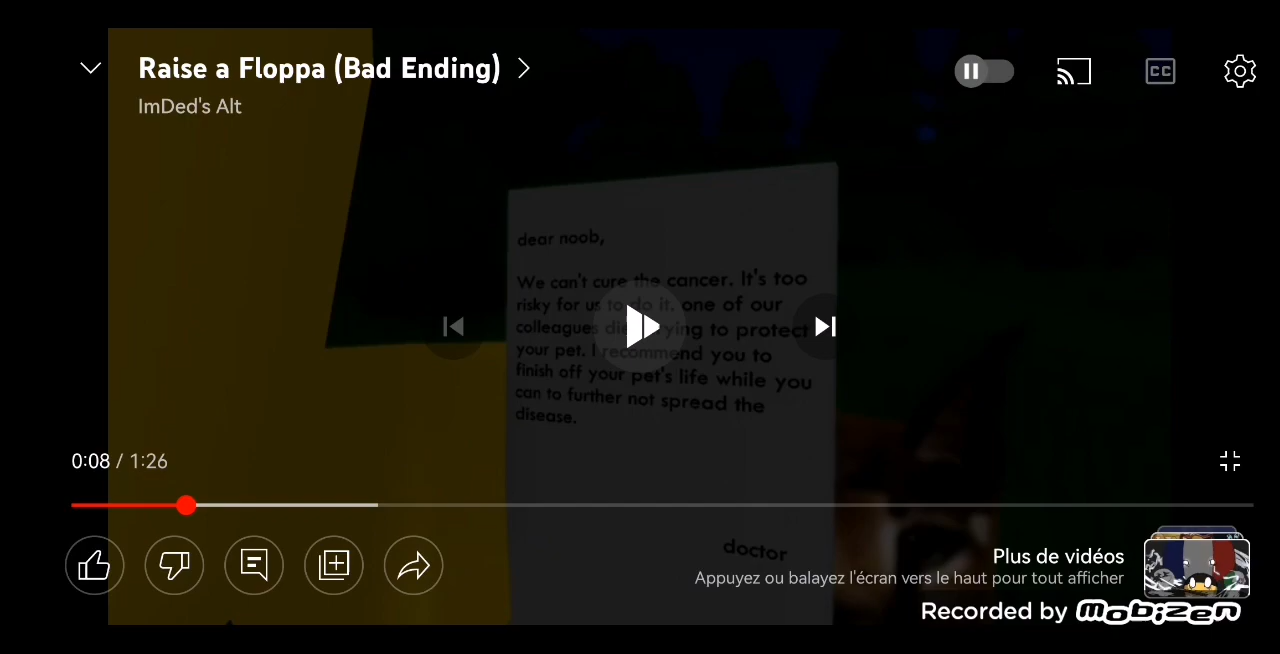 Raise a Floppa (Bad Ending)
ImDed's Alt
CC
dear noob,
We can't cure the cancer. It's too
risky for us to do it. one of our
colleagues died trying to protect
your pet. I recommend you to
finish off your pet's life while you
can to further not spread the
disease.
0:08 / 1:26
doctor
Plus de vidéos
Appuyez ou balayez l'écran vers le haut pour tout afficher
Recorded by Mobizen